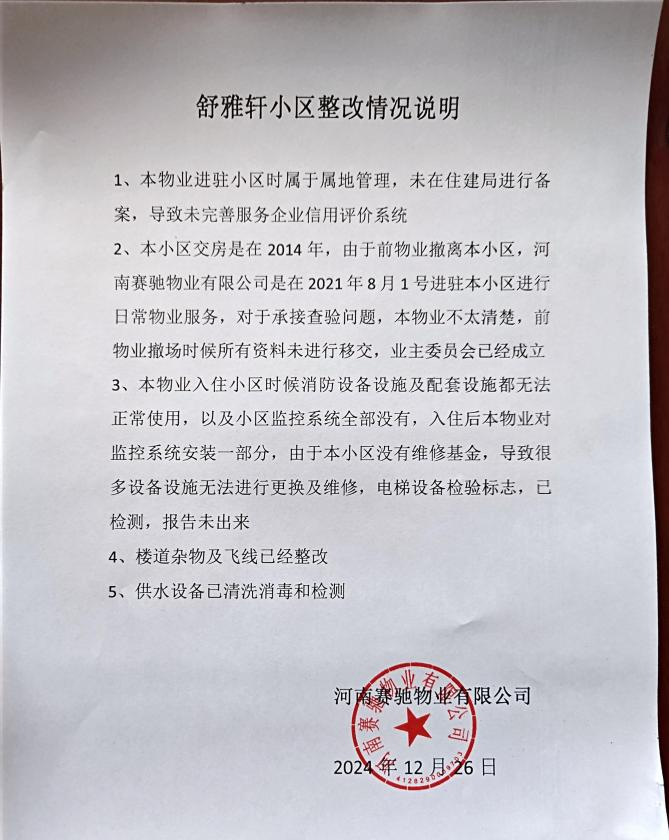 舒雅轩小区整改情况说明
1、本物业进驻小区时属于属地管理，未在住建局进行备
案，导致未完善服务企业信用评价系统
2、本小区交房是在 2014 年，由于前物业撤离本小区，河
南赛驰物业有限公司是在 2021 年 8 月 1 号进驻本小区进行
日常物业服务，对于承接查验问题，本物业不太清楚，前
物业撤场时候所有资料未进行移交，业主委员会已经成立
3、本物业入住小区时候消防设备设施及配套设施都无法
正常使用，以及小区监控系统全部没有，入住后本物业对
监控系统安装一部分，由于本小区没有维修基金，导致很
多设备设施无法进行更换及维修，电梯设备检验标志，已
检测，报告未出来
4、楼道杂物及飞线已经整改
5、供水设备已清洗消毒和检测
河南赛驰物业有限公司
河南赛驰物业有限公司
2024 年 12 月 26 日